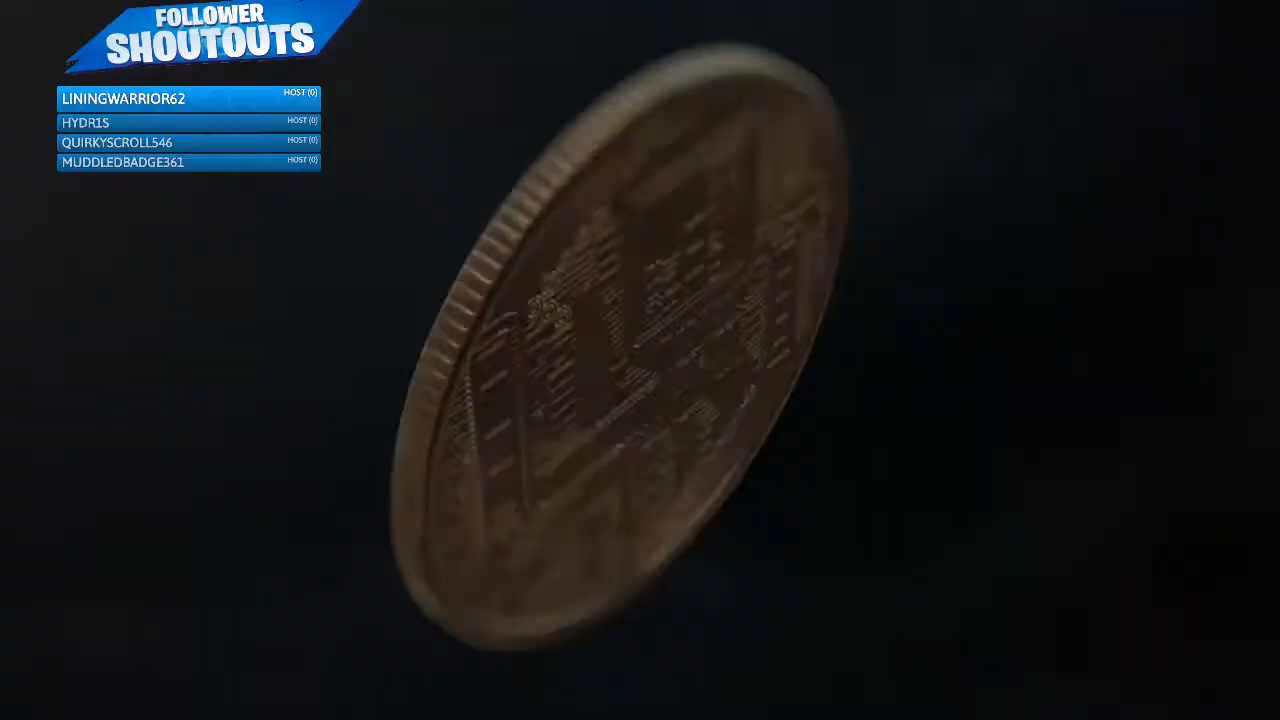 FOLLOWER
SHOUTOUTS
LININGWARRIOR62 HOST (0)
HYDR1S HOST (0)
QUIRKYSCROLL546 HOST (0)
MUDDLEDBADGE361 HOST (0)